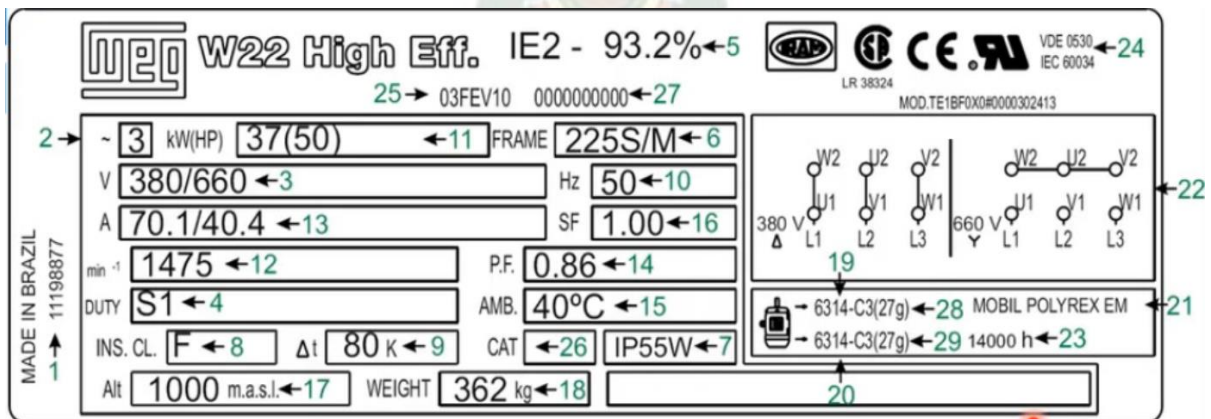 WEG W22 High Eff. IE2 - 93.2% 5
IRAM SP LR 38324 CE RU VDE 0530 IEC 60034 24
25 03FEV10 0000000000 27
MOD.TE1BF0X0#0000302413
2 ~ 3 kW(HP) 37(50) 11 FRAME 225S/M 6
V 380/660 3 Hz 50 10
A 70.1/40.4 13 SF 1.00 16
min -1 1475 12 P.F. 0.86 14
DUTY S1 4 AMB. 40ºC 15
INS. CL. F 8 Δt 80 K 9 CAT 26 IP55W 7
Alt 1000 m.a.s.l. 17 WEIGHT 362 kg 18
MADE IN BRAZIL
1 11198877
W2 U2 V2 W2 U2 V2
U1 V1 W1 U1 V1 W1 22
380 V Δ L1 L2 L3 660 V Y L1 L2 L3
19
6314-C3(27g) 28 MOBIL POLYREX EM 21
6314-C3(27g) 29 14000 h 23
20